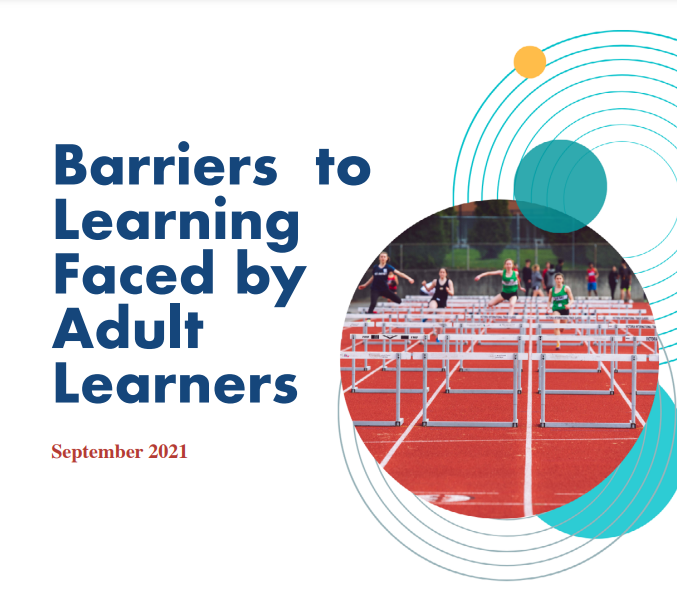 Barriers to
Learning
Faced by
Adult
Learners
September 2021